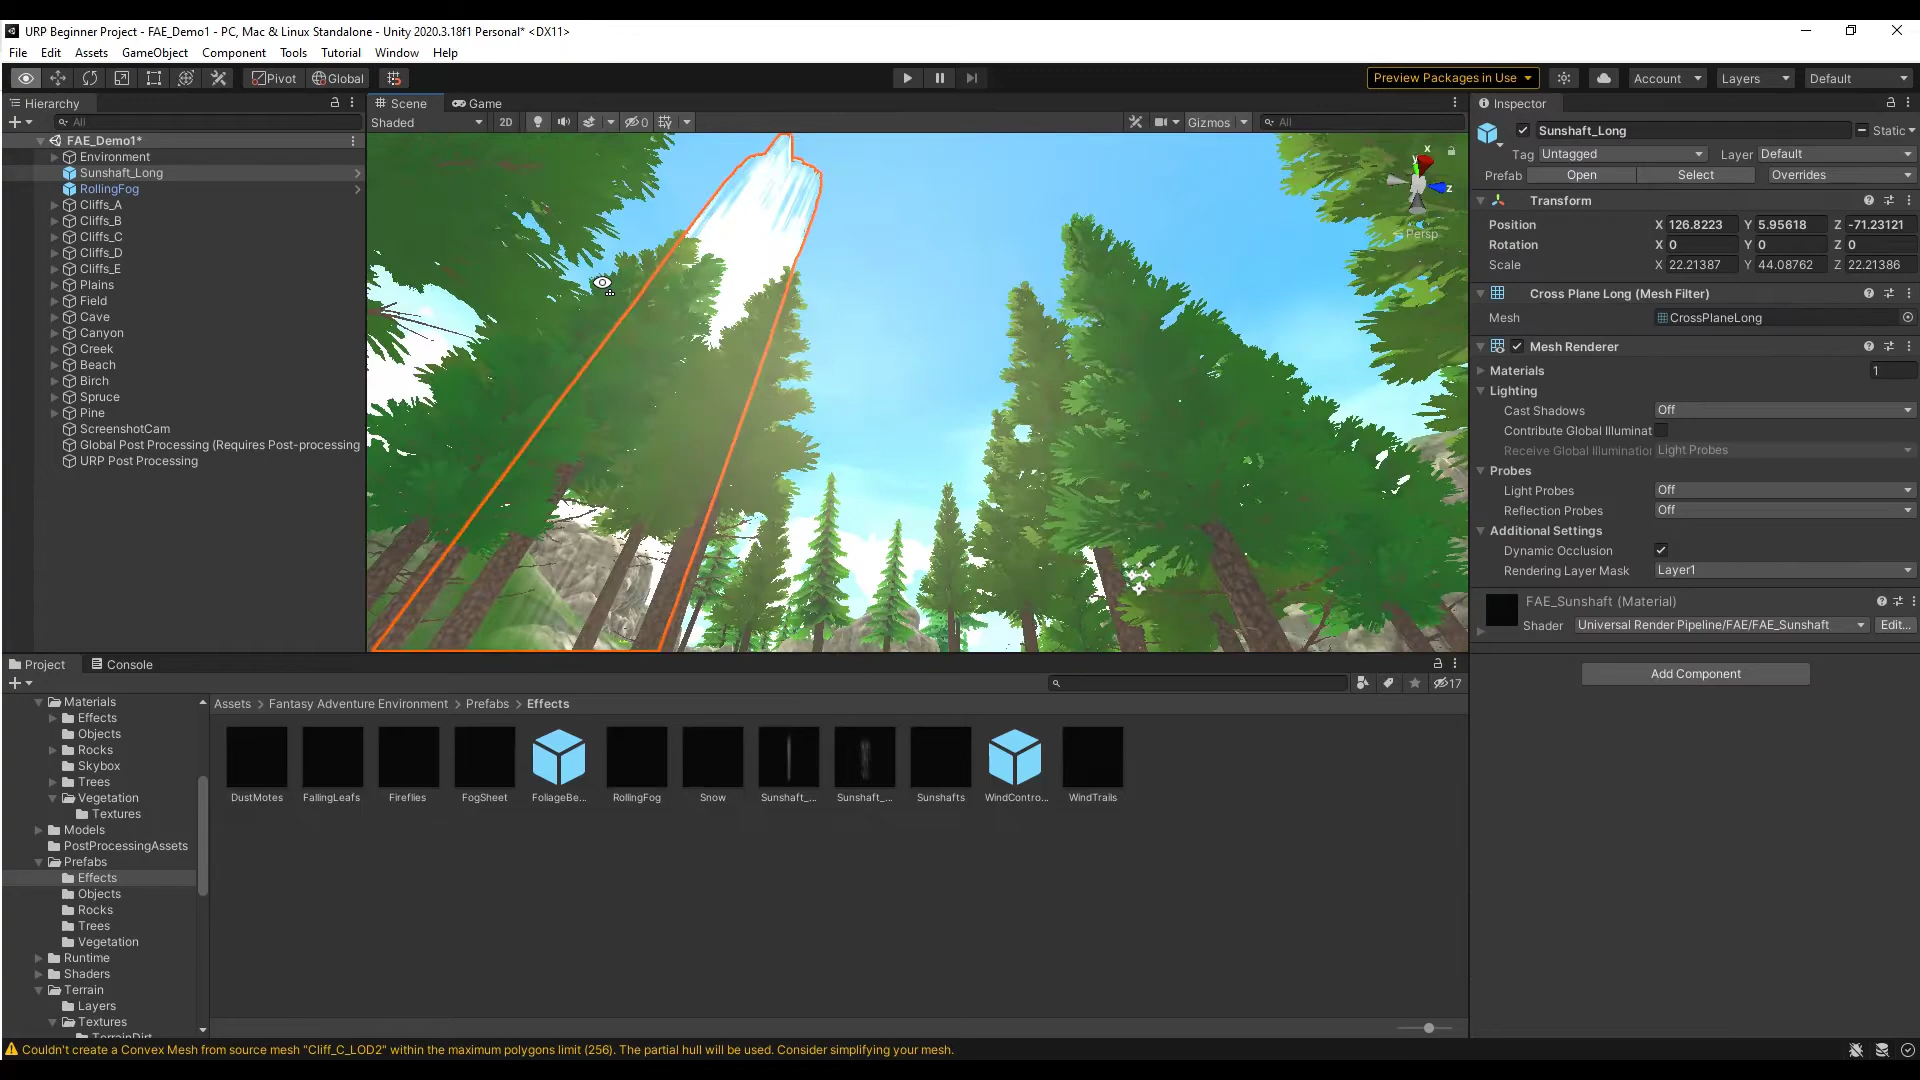 URP Beginner Project - FAE_Demo1 - PC, Mac & Linux Standalone - Unity 2020.3.18f1 Personal* <DX11>
File Edit Assets GameObject Component Tools Tutorial Window Help
Pivot Global Preview Packages in Use Account Layers Default
Hierarchy
All
FAE_Demo1*
Environment
Sunshaft_Long
RollingFog
Cliffs_A
Cliffs_B
Cliffs_C
Cliffs_D
Cliffs_E
Plains
Field
Cave
Canyon
Creek
Beach
Birch
Spruce
Pine
ScreenshotCam
Global Post Processing (Requires Post-processing
URP Post Processing
Scene Game
Shaded 2D 0 Gizmos All
x
y
z
Persp
Inspector
Sunshaft_Long Static
Tag Untagged Layer Default
Prefab Open Select Overrides
Transform
Position X 126.8223 Y 5.95618 Z -71.23121
Rotation X 0 Y 0 Z 0
Scale X 22.21387 Y 44.08762 Z 22.21386
Cross Plane Long (Mesh Filter)
Mesh CrossPlaneLong
Mesh Renderer
Materials 1
Lighting
Cast Shadows Off
Contribute Global Illuminat
Receive Global Illuminatior Light Probes
Probes
Light Probes Off
Reflection Probes Off
Additional Settings
Dynamic Occlusion
Rendering Layer Mask Layer1
FAE_Sunshaft (Material)
Shader Universal Render Pipeline/FAE/FAE_Sunshaft Edit...
Add Component
Project Console
17
Materials
Effects
Objects
Rocks
Skybox
Trees
Vegetation
Textures
Models
PostProcessingAssets
Prefabs
Effects
Objects
Rocks
Trees
Vegetation
Runtime
Shaders
Terrain
Layers
Textures
TerrainDirt
Assets > Fantasy Adventure Environment > Prefabs > Effects
DustMotes FallingLeafs Fireflies FogSheet FoliageBe... RollingFog Snow Sunshaft_... Sunshaft_... Sunshafts WindContro... WindTrails
Couldn't create a Convex Mesh from source mesh "Cliff_C_LOD2" within the maximum polygons limit (256). The partial hull will be used. Consider simplifying your mesh.